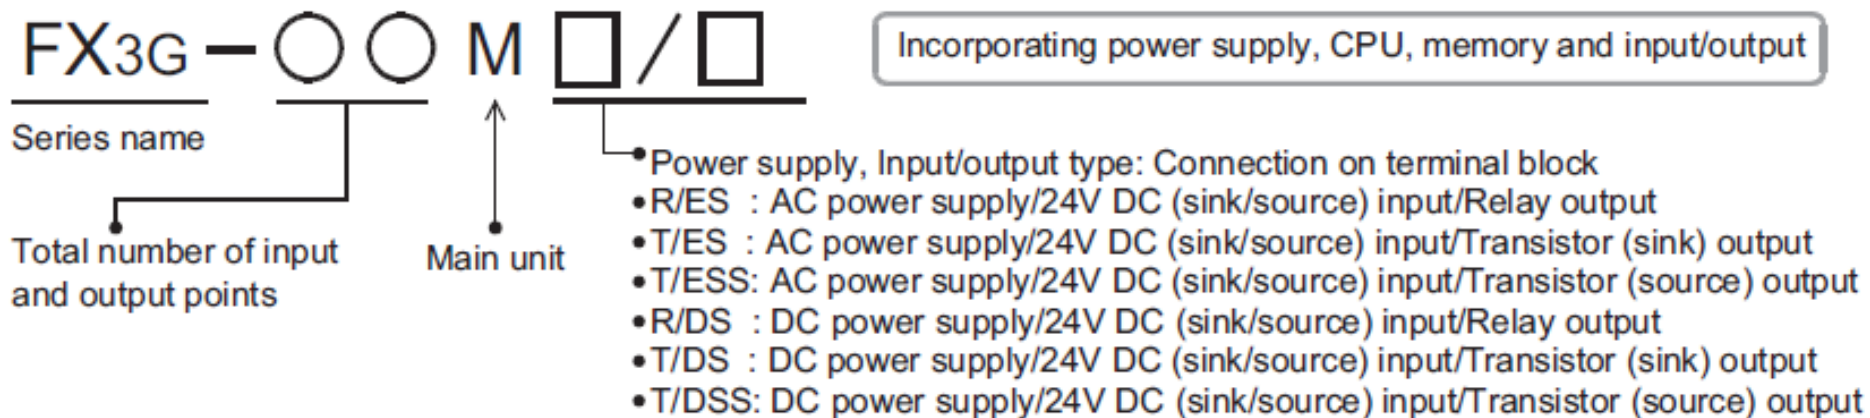 FX3G-○○M□/□
Incorporating power supply, CPU, memory and input/output
Series name
Total number of input
and output points
Main unit
•Power supply, Input/output type: Connection on terminal block
•R/ES : AC power supply/24V DC (sink/source) input/Relay output
•T/ES : AC power supply/24V DC (sink/source) input/Transistor (sink) output
•T/ESS: AC power supply/24V DC (sink/source) input/Transistor (source) output
•R/DS : DC power supply/24V DC (sink/source) input/Relay output
•T/DS : DC power supply/24V DC (sink/source) input/Transistor (sink) output
•T/DSS: DC power supply/24V DC (sink/source) input/Transistor (source) output